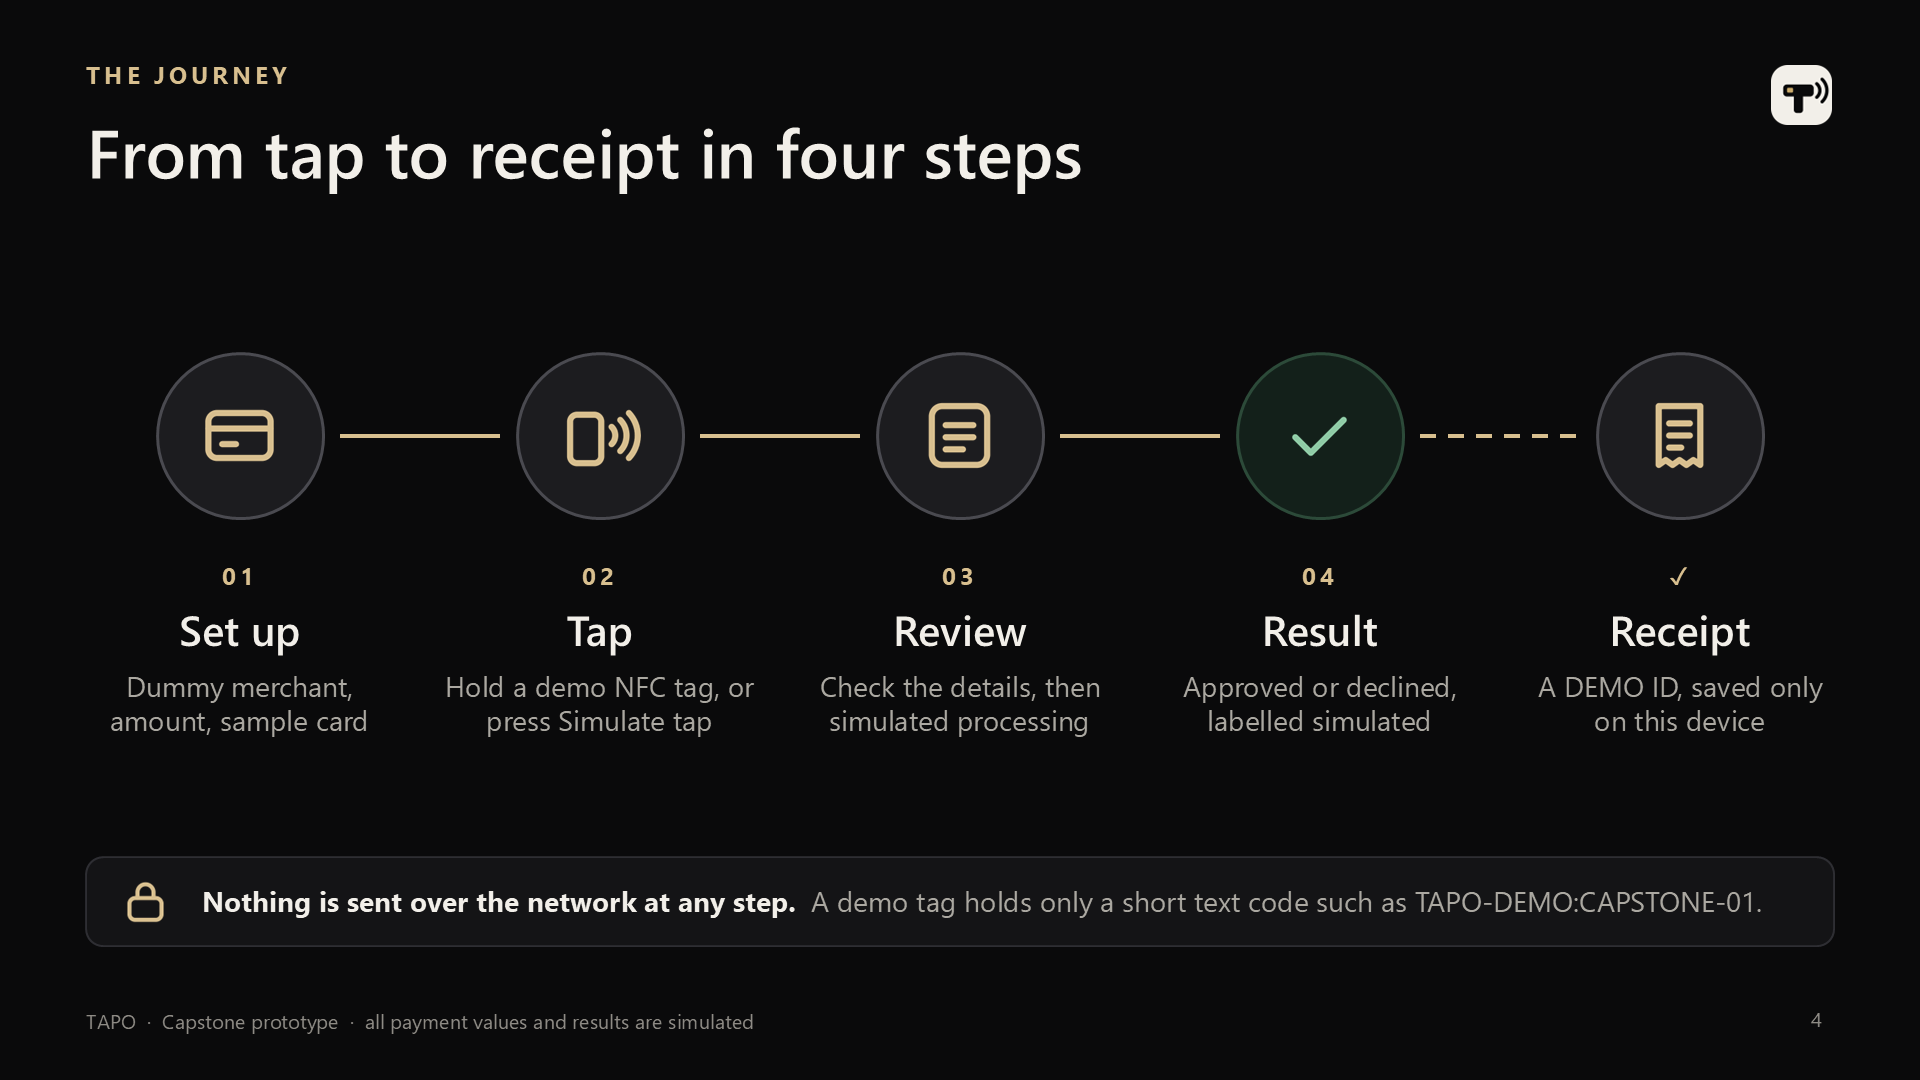 THE JOURNEY
From tap to receipt in four steps
01
Set up
Dummy merchant,
amount, sample card
02
Tap
Hold a demo NFC tag, or
press Simulate tap
03
Review
Check the details, then
simulated processing
04
Result
Approved or declined,
labelled simulated
✓
Receipt
A DEMO ID, saved only
on this device
Nothing is sent over the network at any step. A demo tag holds only a short text code such as TAPO-DEMO:CAPSTONE-01.
TAPO · Capstone prototype · all payment values and results are simulated
4